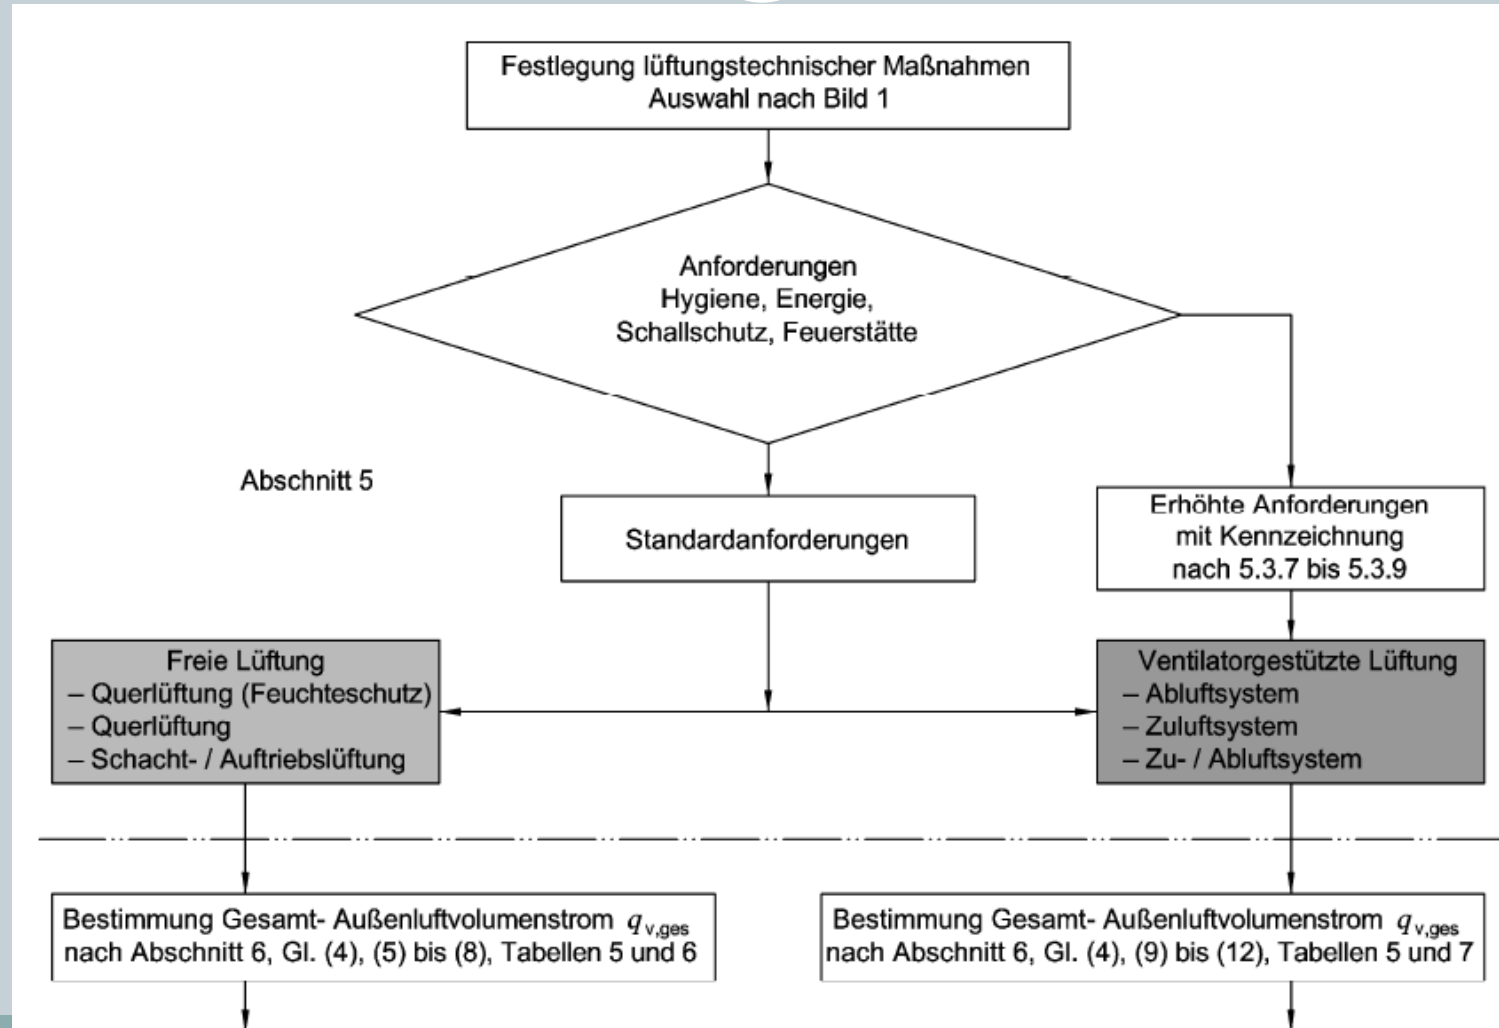 Festlegung lüftungstechnischer Maßnahmen
Auswahl nach Bild 1
Anforderungen
Hygiene, Energie,
Schallschutz, Feuerstätte
Abschnitt 5
Standardanforderungen
Erhöhte Anforderungen
mit Kennzeichnung
nach 5.3.7 bis 5.3.9
Freie Lüftung
– Querlüftung (Feuchteschutz)
– Querlüftung
– Schacht- / Auftriebslüftung
Ventilatorgestützte Lüftung
– Abluftsystem
– Zuluftsystem
– Zu- / Abluftsystem
Bestimmung Gesamt- Außenluftvolumenstrom q v,ges
nach Abschnitt 6, Gl. (4), (5) bis (8), Tabellen 5 und 6
Bestimmung Gesamt- Außenluftvolumenstrom q v,ges
nach Abschnitt 6, Gl. (4), (9) bis (12), Tabellen 5 und 7